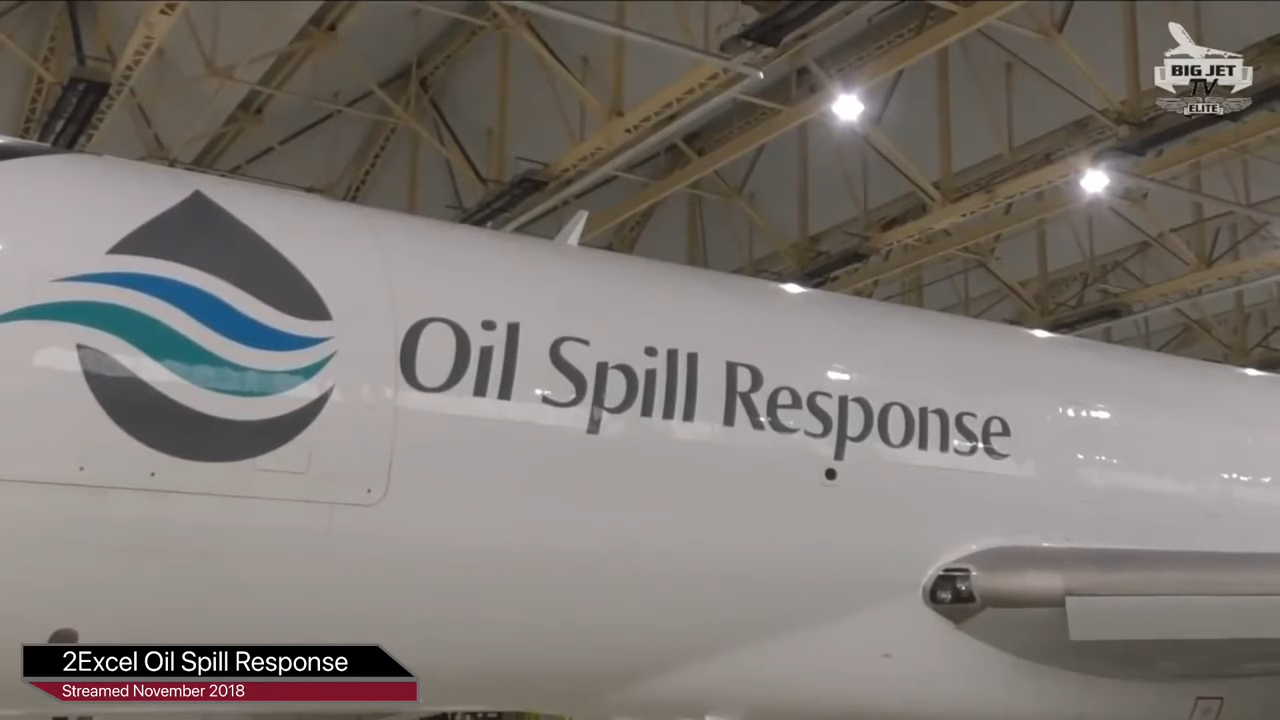 BIG JET
TV
ELITE
Oil Spill Response
2Excel Oil Spill Response
Streamed November 2018